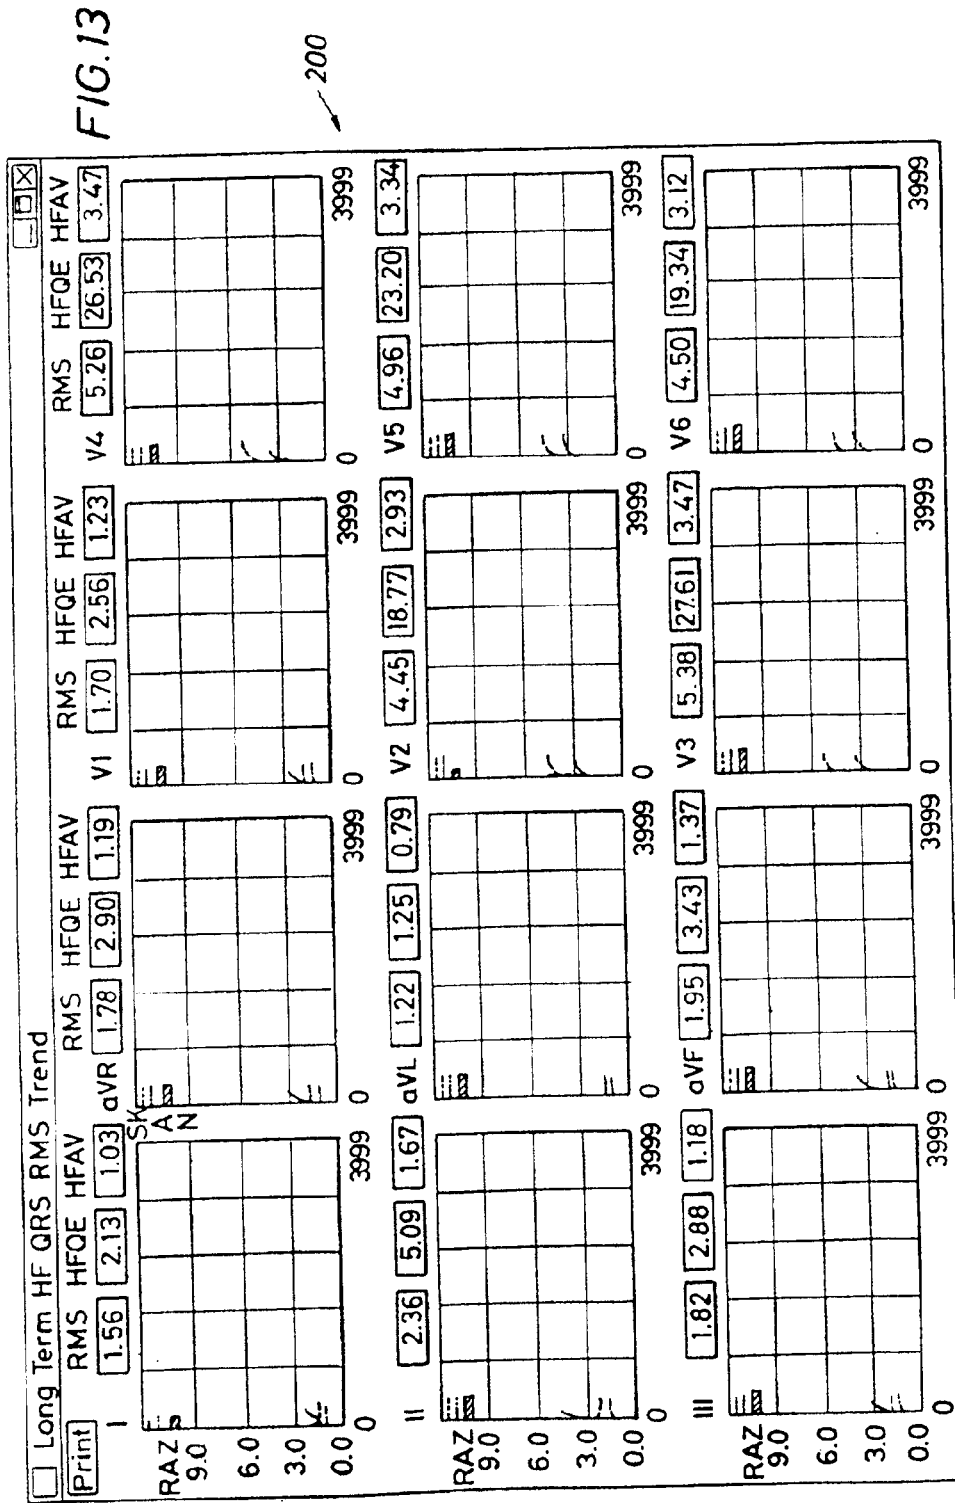 FIG.13
200
Long Term HF QRS RMS Trend
Print
RMS HFQE HFAV RMS HFQE HFAV RMS HFQE HFAV RMS HFQE HFAV
I 1.56 2.13 1.03 aVR 1.78 2.90 1.19 V1 1.70 2.56 1.23 V4 5.26 26.53 3.47
SK
A
N
RAZ
9.0
6.0
3.0
0.0
0 3999 0 3999 0 3999 0 3999
II 2.36 5.09 1.67 aVL 1.22 1.25 0.79 V2 4.45 18.77 2.93 V5 4.96 23.20 3.34
RAZ
9.0
6.0
3.0
0.0
0 3999 0 3999 0 3999 0 3999
III 1.82 2.88 1.18 aVF 1.95 3.43 1.37 V3 5.38 27.61 3.47 V6 4.50 19.34 3.12
RAZ
9.0
6.0
3.0
0.0
0 3999 0 3999 0 3999 0 3999